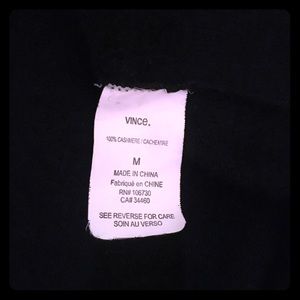 VINCE.
100% CASHMERE / CACHEMIRE
M
MADE IN CHINA
Fabriqué en CHINE
RN# 106730
CA# 34460
SEE REVERSE FOR CARE
SOIN AU VERSO